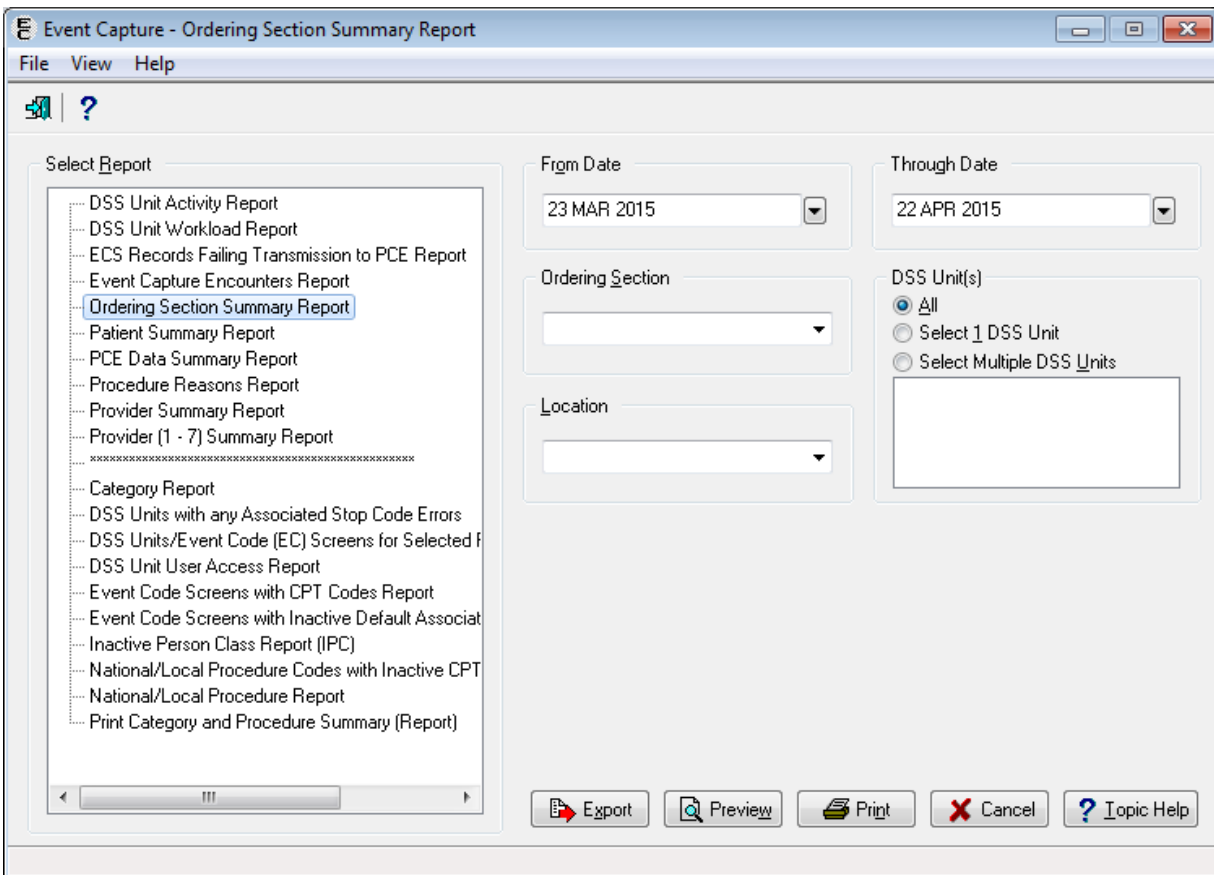 Event Capture - Ordering Section Summary Report
File View Help
?
Select Report
DSS Unit Activity Report
DSS Unit Workload Report
ECS Records Failing Transmission to PCE Report
Event Capture Encounters Report
Ordering Section Summary Report
Patient Summary Report
PCE Data Summary Report
Procedure Reasons Report
Provider Summary Report
Provider (1 - 7) Summary Report
**************************************************
Category Report
DSS Units with any Associated Stop Code Errors
DSS Units/Event Code (EC) Screens for Selected
DSS Unit User Access Report
Event Code Screens with CPT Codes Report
Event Code Screens with Inactive Default Associat
Inactive Person Class Report (IPC)
National/Local Procedure Codes with Inactive CPT
National/Local Procedure Report
Print Category and Procedure Summary (Report)
From Date
23 MAR 2015
Through Date
22 APR 2015
Ordering Section
DSS Unit(s)
All
Select 1 DSS Unit
Select Multiple DSS Units
Location
Export Preview Print Cancel ? Topic Help